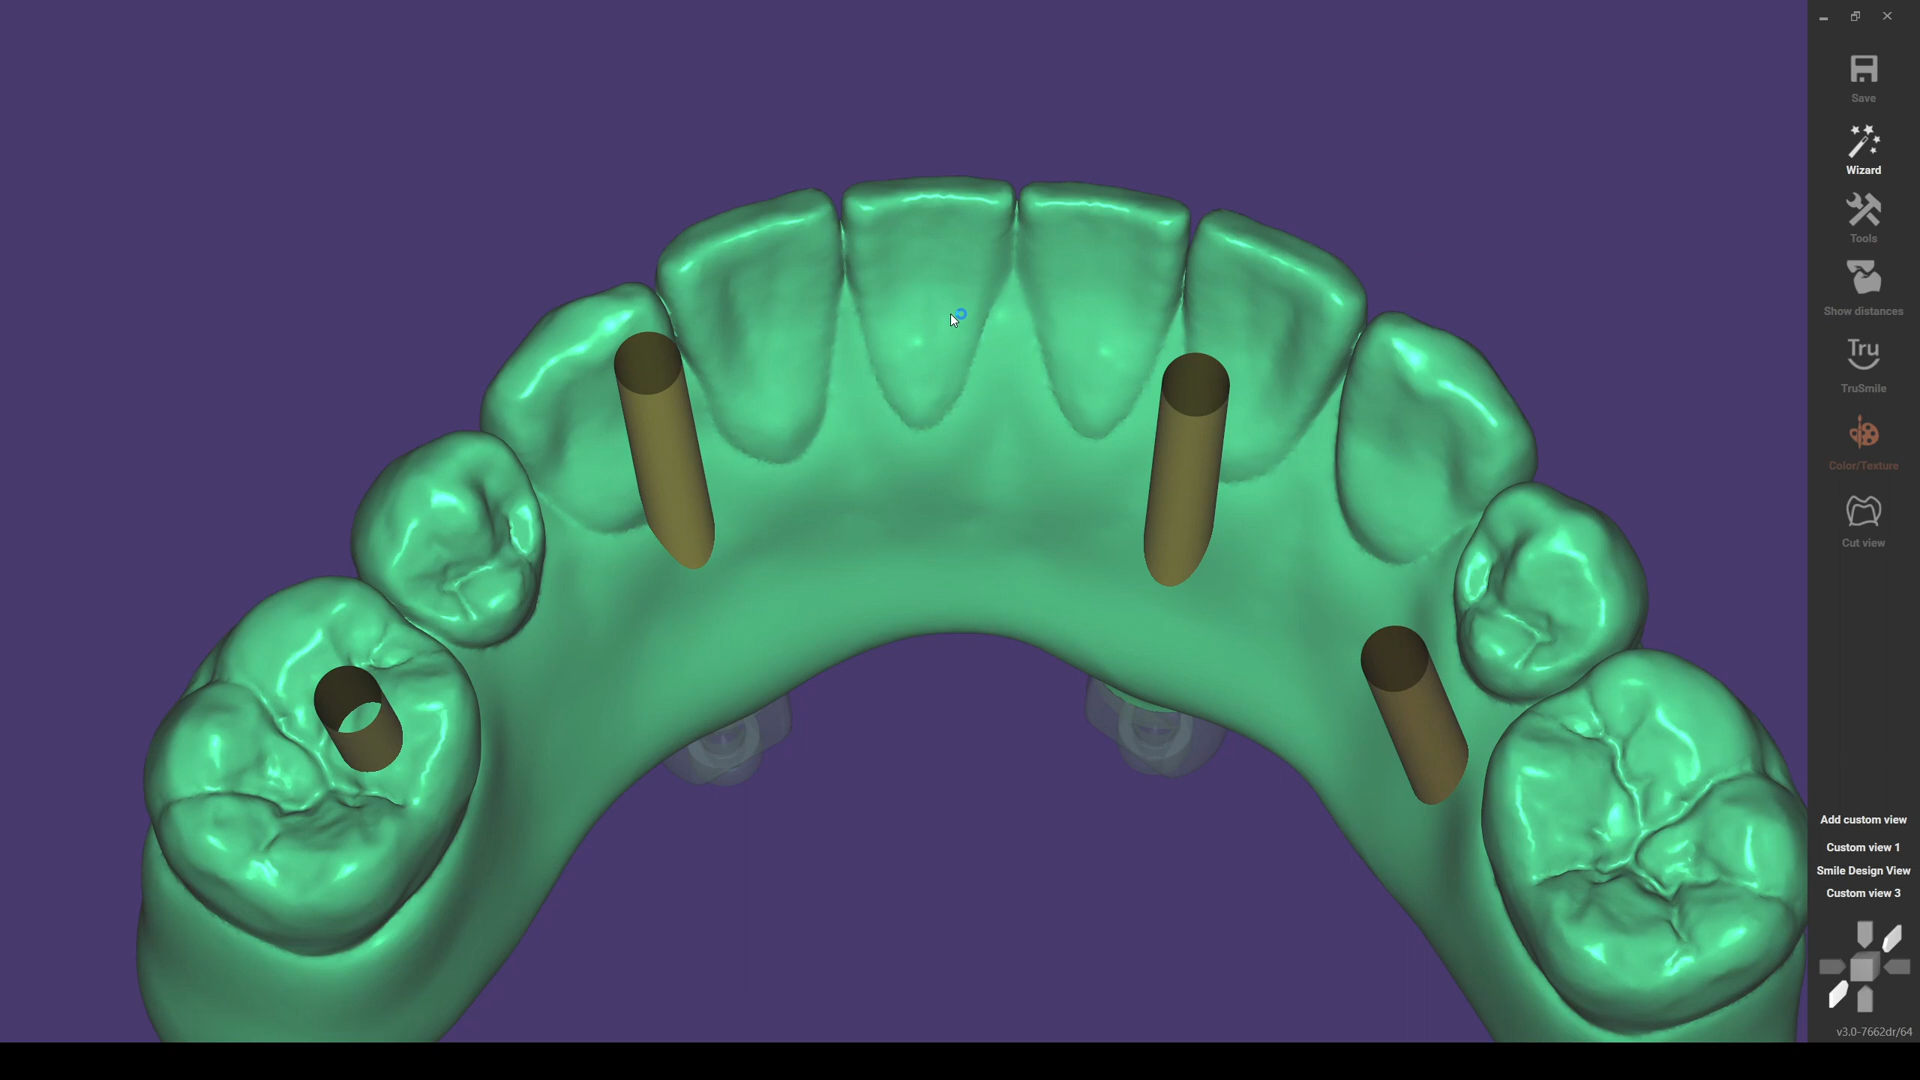 Save
Wizard
Tools
Show distances
Tru
TruSmile
Color/Texture
Cut view
Add custom view
Custom view 1
Smile Design View
Custom view 3
v3.0-7662dr/64